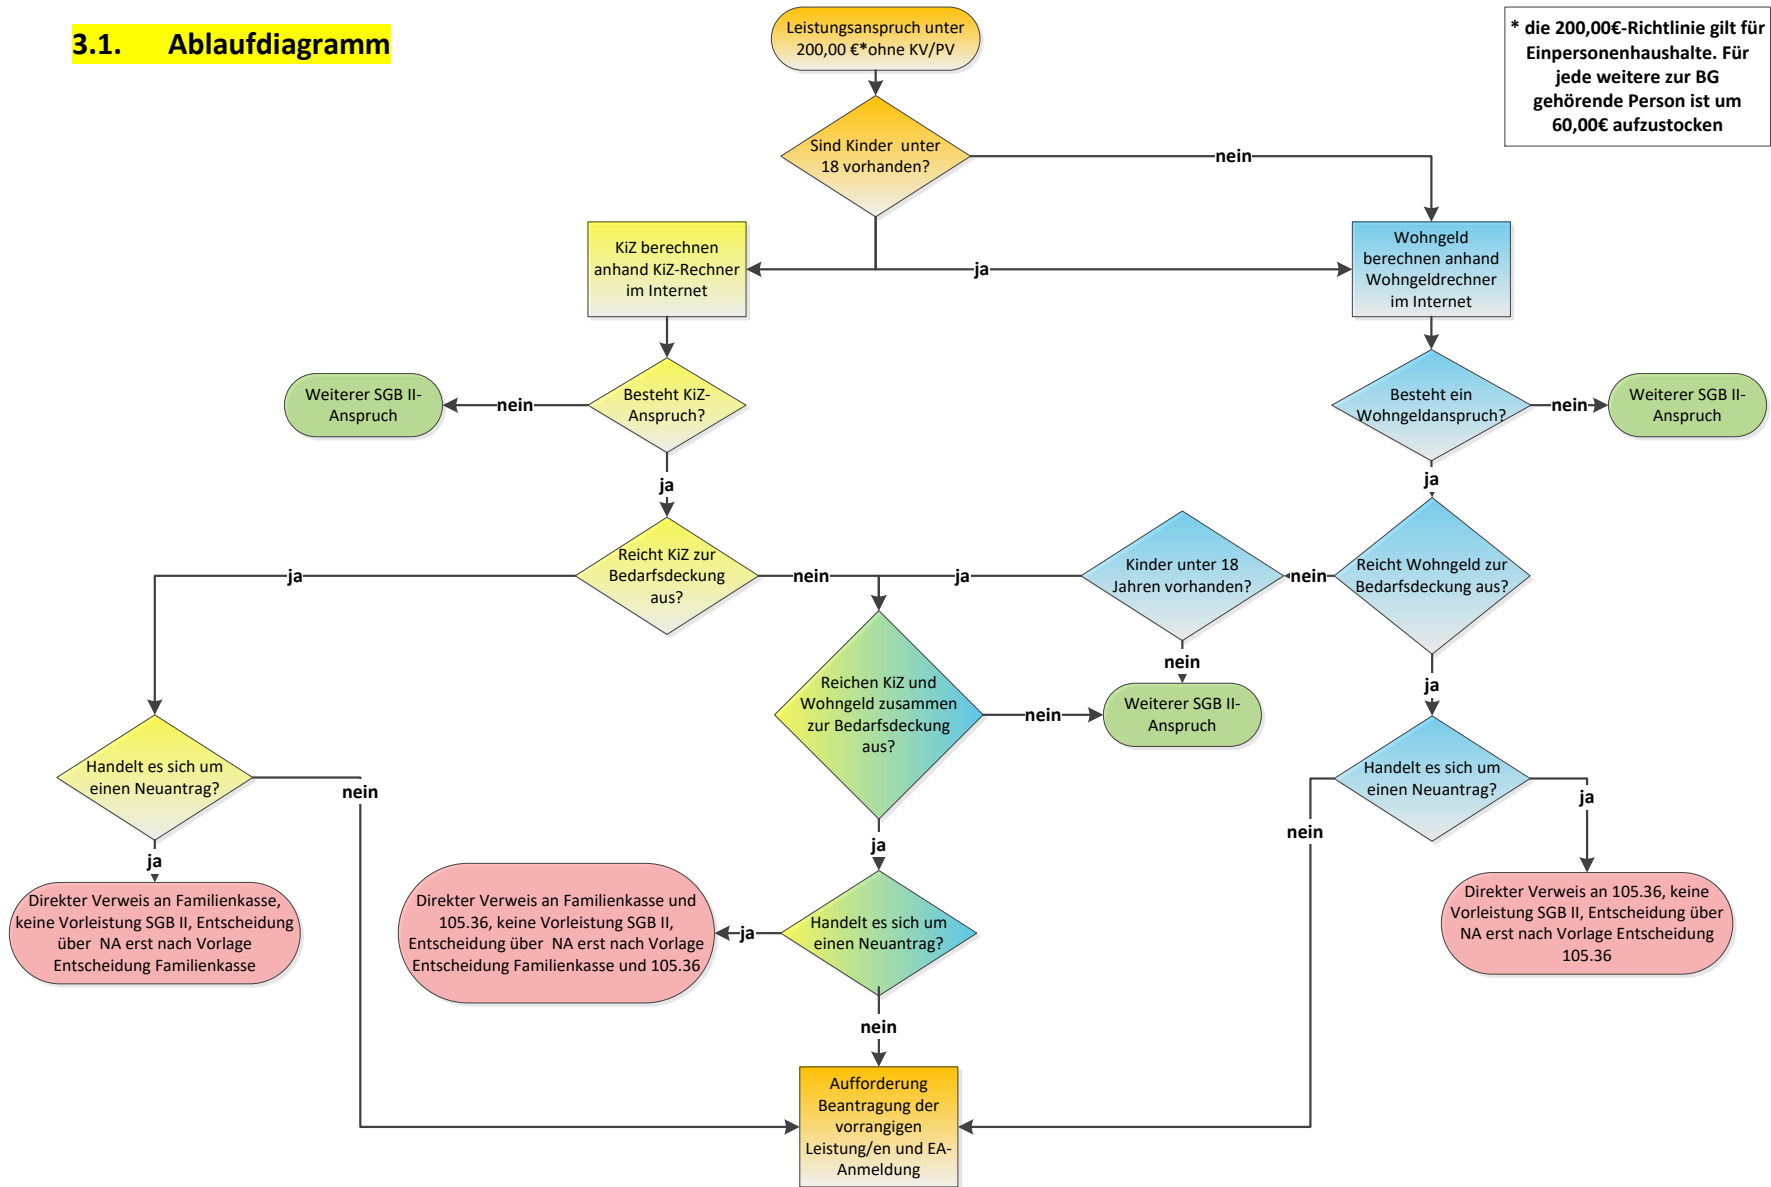 3.1. Ablaufdiagramm
Leistungsanspruch unter
200,00 €*ohne KV/PV
* die 200,00€-Richtlinie gilt für
Einpersonenhaushalte. Für
jede weitere zur BG
gehörende Person ist um
60,00€ aufzustocken
Sind Kinder unter
18 vorhanden?
nein
KiZ berechnen
anhand KiZ-Rechner
im Internet
ja
Wohngeld
berechnen anhand
Wohngeldrechner
im Internet
Weiterer SGB II-
Anspruch
nein
Besteht KiZ-
Anspruch?
Besteht ein
Wohngeldanspruch?
nein
Weiterer SGB II-
Anspruch
ja
ja
ja
Reicht KiZ zur
Bedarfsdeckung
aus?
nein
ja
Kinder unter 18
Jahren vorhanden?
nein
Reicht Wohngeld zur
Bedarfsdeckung aus?
nein
ja
Reichen KiZ und
Wohngeld zusammen
zur Bedarfsdeckung
aus?
nein
Weiterer SGB II-
Anspruch
Handelt es sich um
einen Neuantrag?
nein
Handelt es sich um
einen Neuantrag?
ja
nein
ja
ja
Direkter Verweis an Familienkasse,
keine Vorleistung SGB II, Entscheidung
über NA erst nach Vorlage
Entscheidung Familienkasse
Direkter Verweis an Familienkasse und
105.36, keine Vorleistung SGB II,
Entscheidung über NA erst nach Vorlage
Entscheidung Familienkasse und 105.36
ja
Handelt es sich um
einen Neuantrag?
Direkter Verweis an 105.36, keine
Vorleistung SGB II, Entscheidung über
NA erst nach Vorlage Entscheidung
105.36
nein
Aufforderung
Beantragung der
vorrangigen
Leistung/en und EA-
Anmeldung